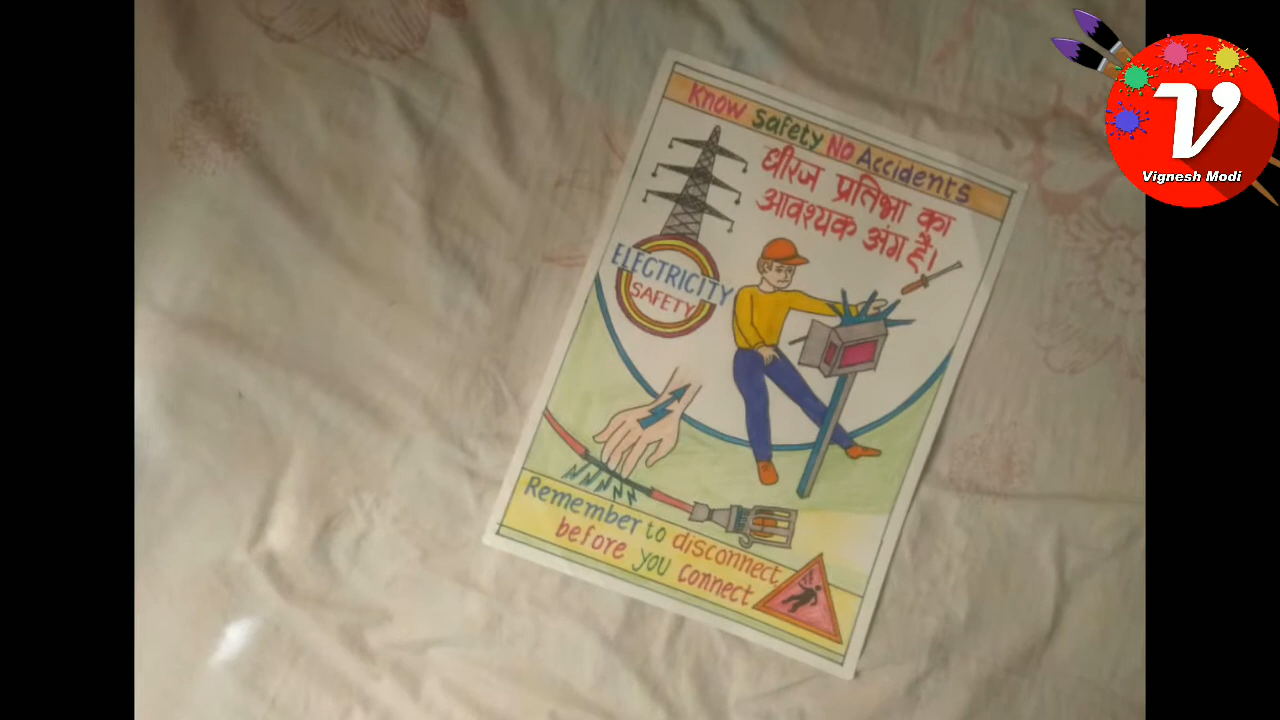 Know Safety No Accidents
धीरज प्रतिभा का
आवश्यक अंग है।
ELECTRICITY
SAFETY
Remember to disconnect
before you connect
Vignesh Modi